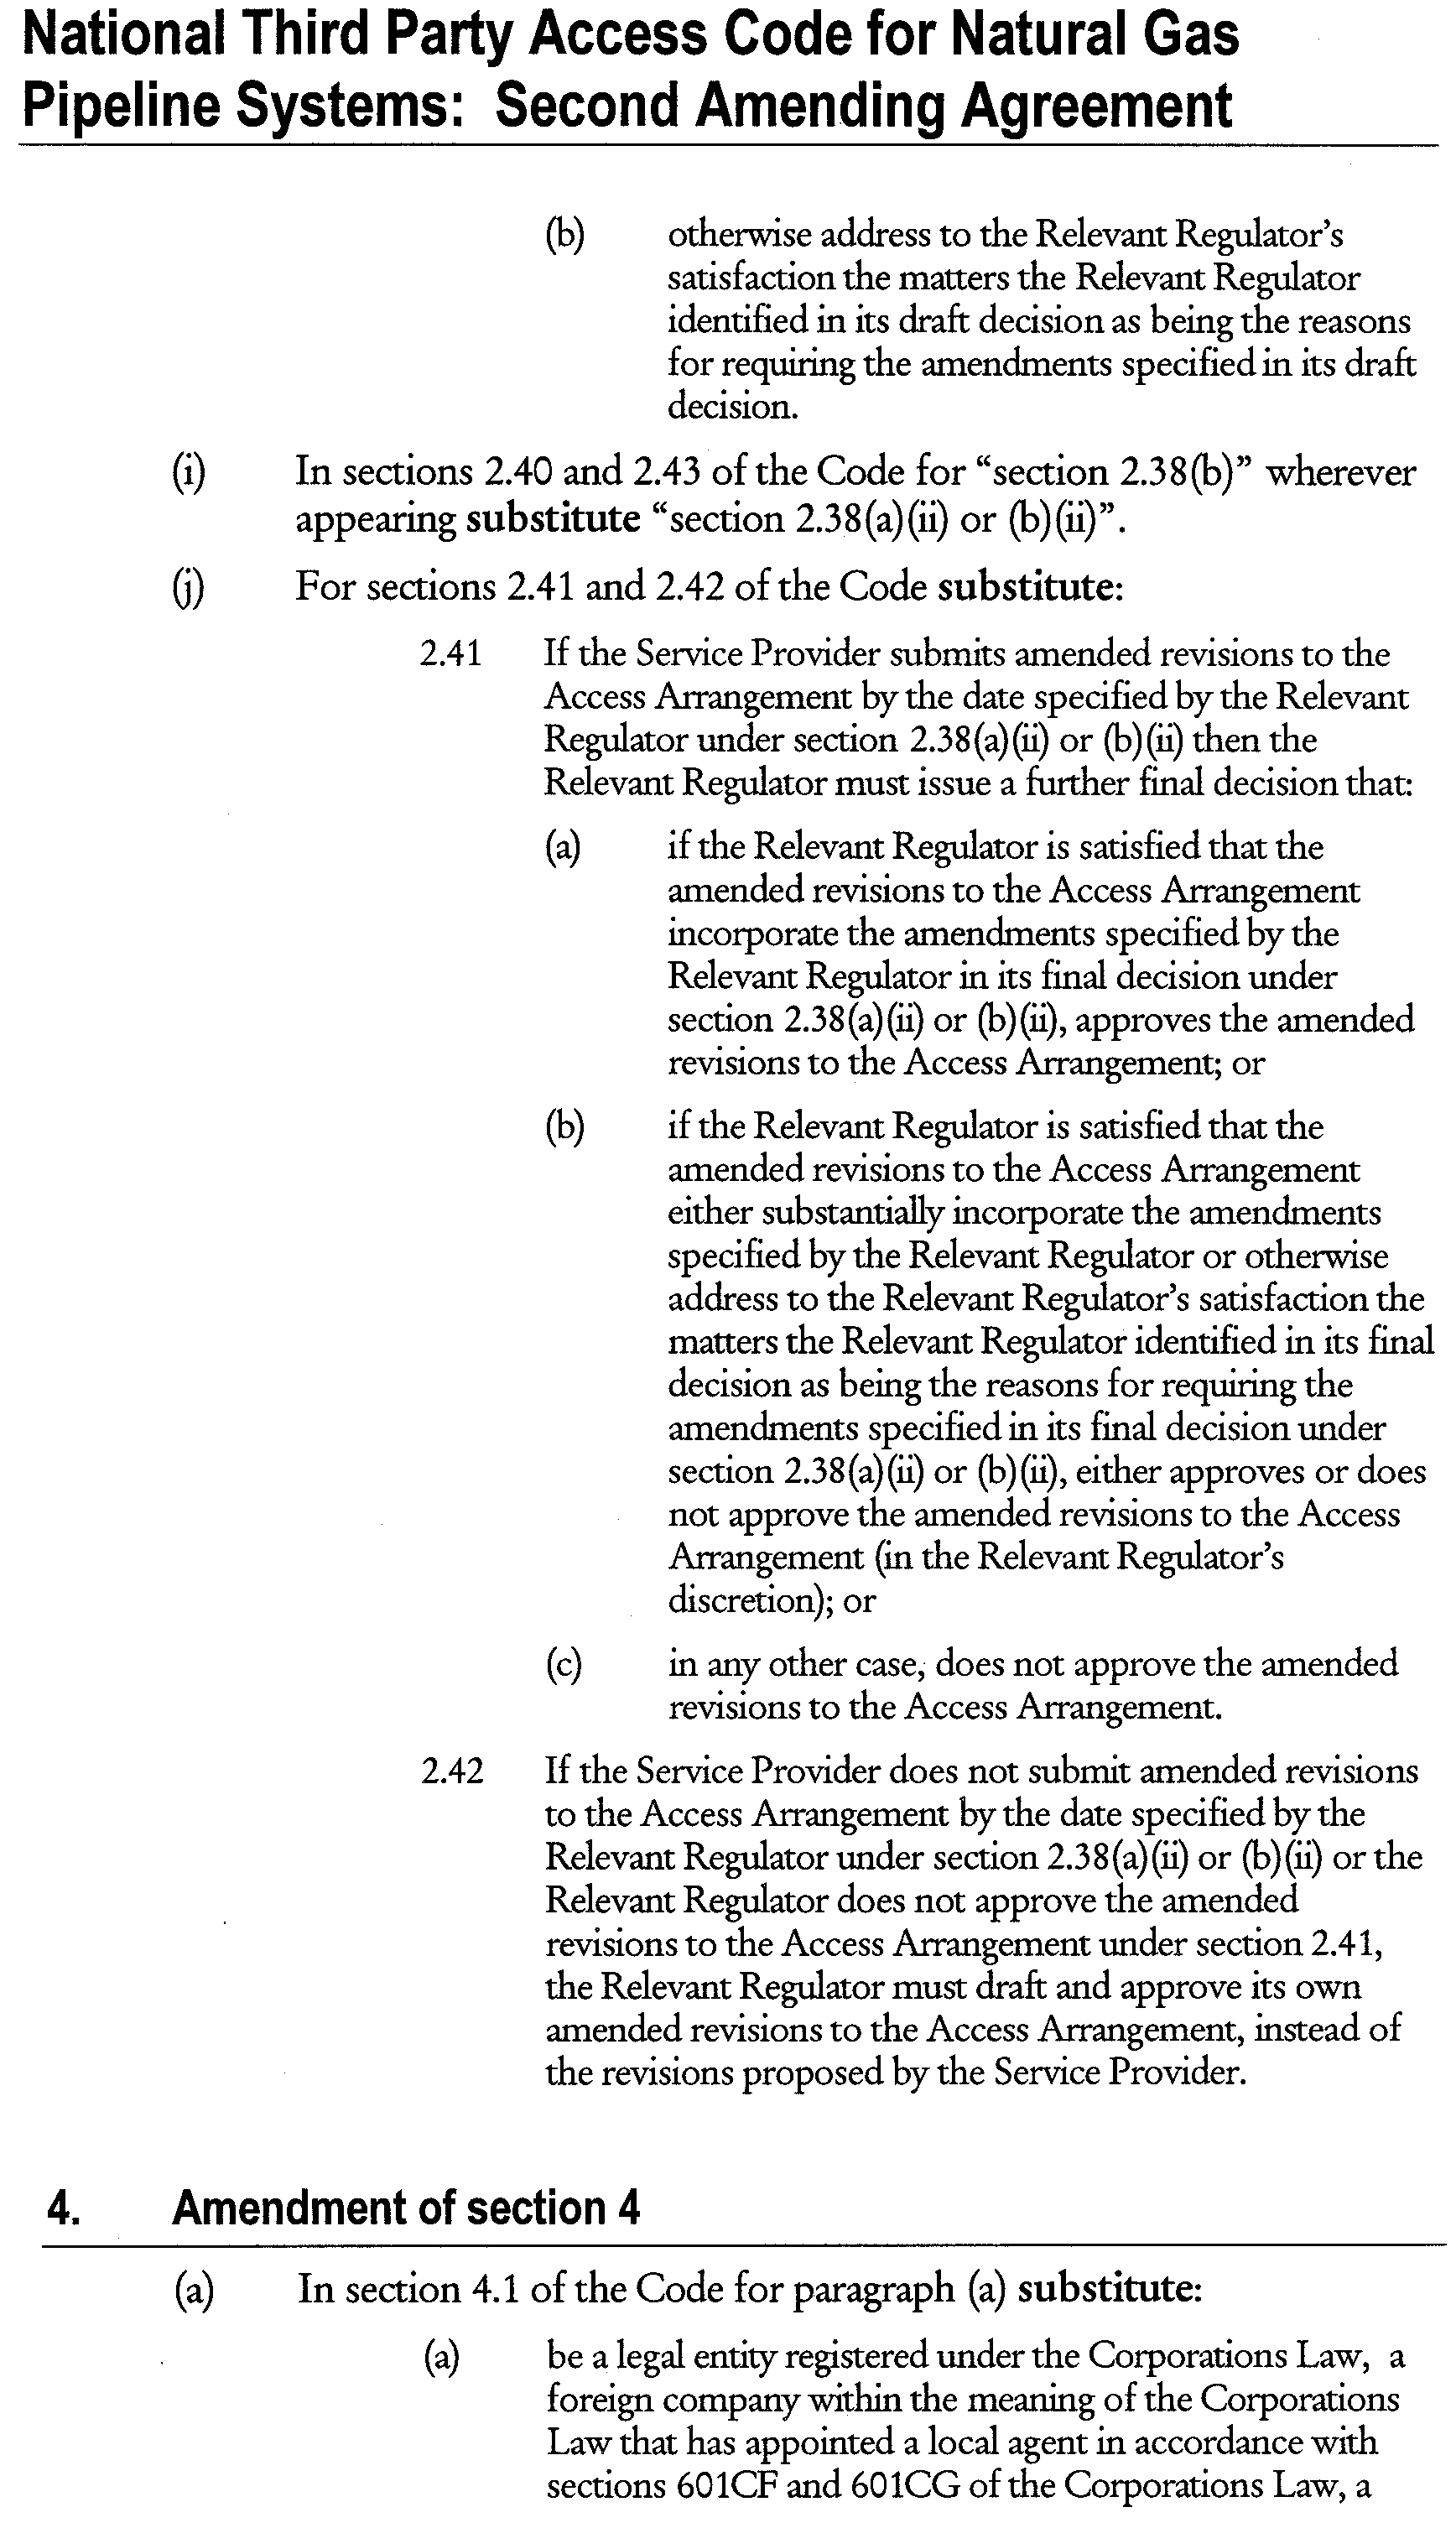 National Third Party Access Code for Natural Gas
Pipeline Systems: Second Amending Agreement
(b) otherwise address to the Relevant Regulator's
satisfaction the matters the Relevant Regulator
identified in its draft decision as being the reasons
for requiring the amendments specified in its draft
decision.
(i) In sections 2.40 and 2.43 of the Code for “section 2.38(b)” wherever
appearing substitute “section 2.38(a)(ii) or (b)(ii)”.
(j) For sections 2.41 and 2.42 of the Code substitute:
2.41 If the Service Provider submits amended revisions to the
Access Arrangement by the date specified by the Relevant
Regulator under section 2.38(a)(ii) or (b)(ii) then the
Relevant Regulator must issue a further final decision that:
(a) if the Relevant Regulator is satisfied that the
amended revisions to the Access Arrangement
incorporate the amendments specified by the
Relevant Regulator in its final decision under
section 2.38(a)(ii) or (b)(ii), approves the amended
revisions to the Access Arrangement; or
(b) if the Relevant Regulator is satisfied that the
amended revisions to the Access Arrangement
either substantially incorporate the amendments
specified by the Relevant Regulator or otherwise
address to the Relevant Regulator's satisfaction the
matters the Relevant Regulator identified in its final
decision as being the reasons for requiring the
amendments specified in its final decision under
section 2.38(a)(ii) or (b)(ii), either approves or does
not approve the amended revisions to the Access
Arrangement (in the Relevant Regulator's
discretion); or
(c) in any other case, does not approve the amended
revisions to the Access Arrangement.
2.42 If the Service Provider does not submit amended revisions
to the Access Arrangement by the date specified by the
Relevant Regulator under section 2.38(a)(ii) or (b)(ii) or the
Relevant Regulator does not approve the amended
revisions to the Access Arrangement under section 2.41,
the Relevant Regulator must draft and approve its own
amended revisions to the Access Arrangement, instead of
the revisions proposed by the Service Provider.
4. Amendment of section 4
(a) In section 4.1 of the Code for paragraph (a) substitute:
(a) be a legal entity registered under the Corporations Law, a
foreign company within the meaning of the Corporations
Law that has appointed a local agent in accordance with
sections 601CF and 601CG of the Corporations Law, a